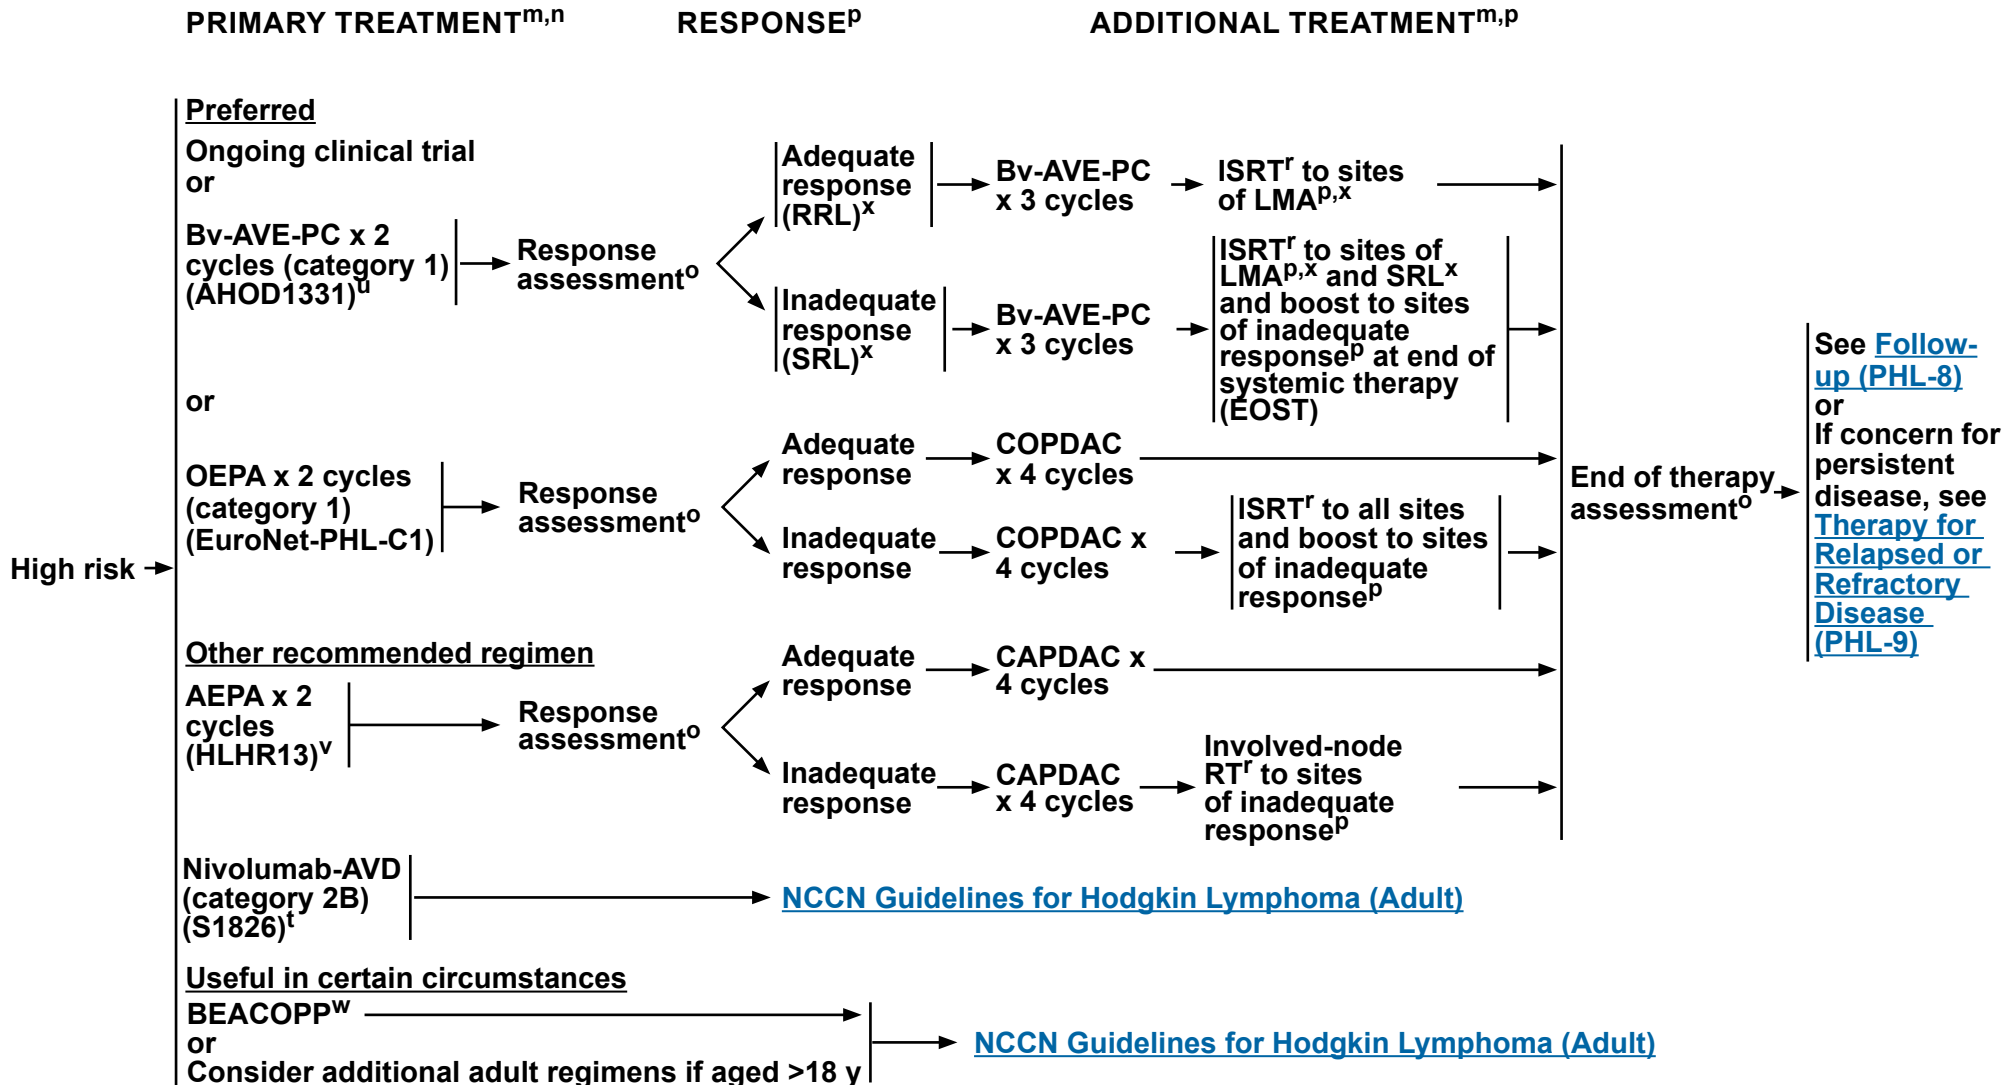 PRIMARY TREATMENTm,n
RESPONSEp
ADDITIONAL TREATMENTm,p
High risk
Preferred
Ongoing clinical trial
or
Bv-AVE-PC x 2
cycles (category 1)
(AHOD1331)u
Response
assessmento
Adequate
response
(RRL)x
Bv-AVE-PC
x 3 cycles
ISRTr to sites
of LMAp,x
Inadequate
response
(SRL)x
Bv-AVE-PC
x 3 cycles
ISRTr to sites of
LMAp,x and SRLx
and boost to sites
of inadequate
responsep at end of
systemic therapy
(EOST)
or
OEPA x 2 cycles
(category 1)
(EuroNet-PHL-C1)
Response
assessmento
Adequate
response
COPDAC
x 4 cycles
Inadequate
response
COPDAC x
4 cycles
ISRTr to all sites
and boost to sites
of inadequate
responsep
Other recommended regimen
AEPA x 2
cycles
(HLHR13)v
Response
assessmento
Adequate
response
CAPDAC x
4 cycles
Inadequate
response
CAPDAC
x 4 cycles
Involved-node
RTr to sites
of inadequate
responsep
End of therapy
assessmento
See Follow-
up (PHL-8)
or
If concern for
persistent
disease, see
Therapy for
Relapsed or
Refractory
Disease
(PHL-9)
Nivolumab-AVD
(category 2B)
(S1826)t
NCCN Guidelines for Hodgkin Lymphoma (Adult)
Useful in certain circumstances
BEACOPPw
or
Consider additional adult regimens if aged >18 y
NCCN Guidelines for Hodgkin Lymphoma (Adult)